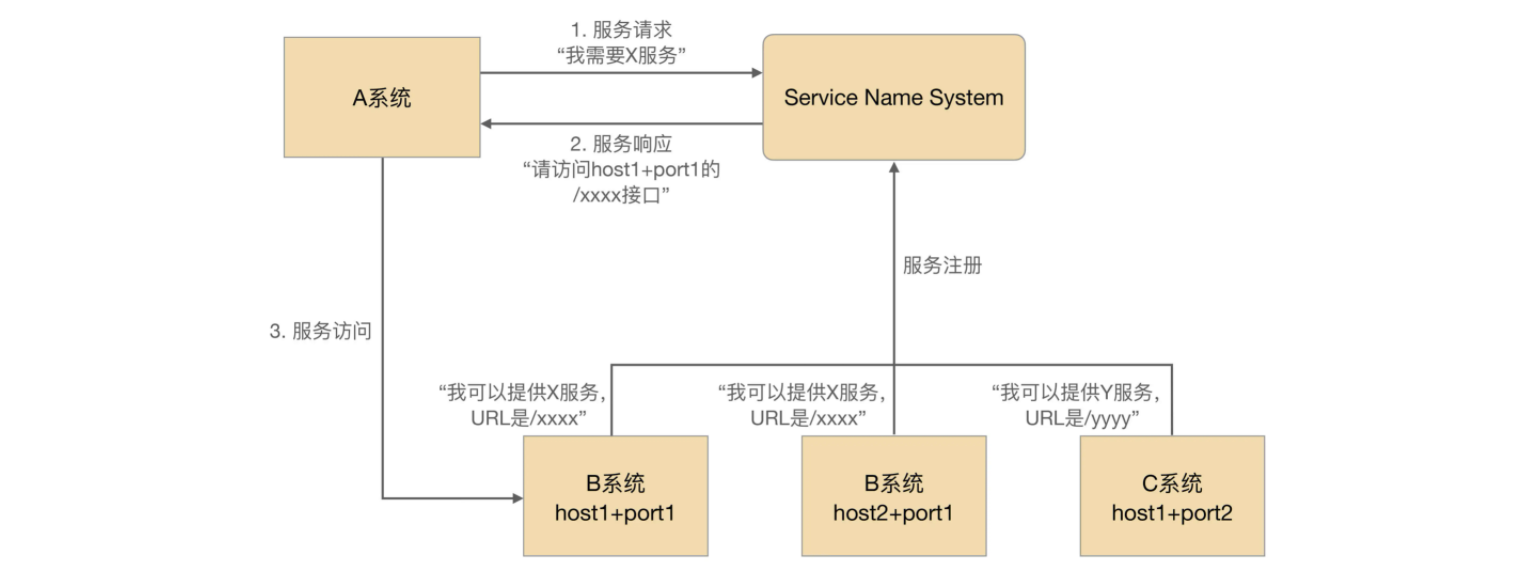 1. 服务请求
“我需要X服务”
A系统
Service Name System
2. 服务响应
“请访问host1+port1的
/xxxx接口”
服务注册
3. 服务访问
“我可以提供X服务，
URL是/xxxx”
“我可以提供X服务，
URL是/xxxx”
“我可以提供Y服务，
URL是/yyyy”
B系统
host1+port1
B系统
host2+port1
C系统
host1+port2